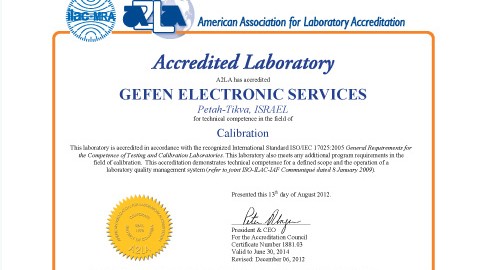 ilac-MRA
A2LA
American Association for Laboratory Accreditation
Accredited Laboratory
A2LA has accredited
GEFEN ELECTRONIC SERVICES
Petah-Tikva, ISRAEL
for technical competence in the field of
Calibration
This laboratory is accredited in accordance with the recognized International Standard ISO/IEC 17025:2005 General Requirements for
the Competence of Testing and Calibration Laboratories. This laboratory also meets any additional program requirements in the
field of calibration. This accreditation demonstrates technical competence for a defined scope and the operation of a
laboratory quality management system (refer to joint ISO-ILAC-IAF Communiqué dated 8 January 2009).
Presented this 13th day of August 2012.
President & CEO
For the Accreditation Council
Certificate Number 1881.03
Valid to June 30, 2014
Revised: December 06, 2012
A2LA